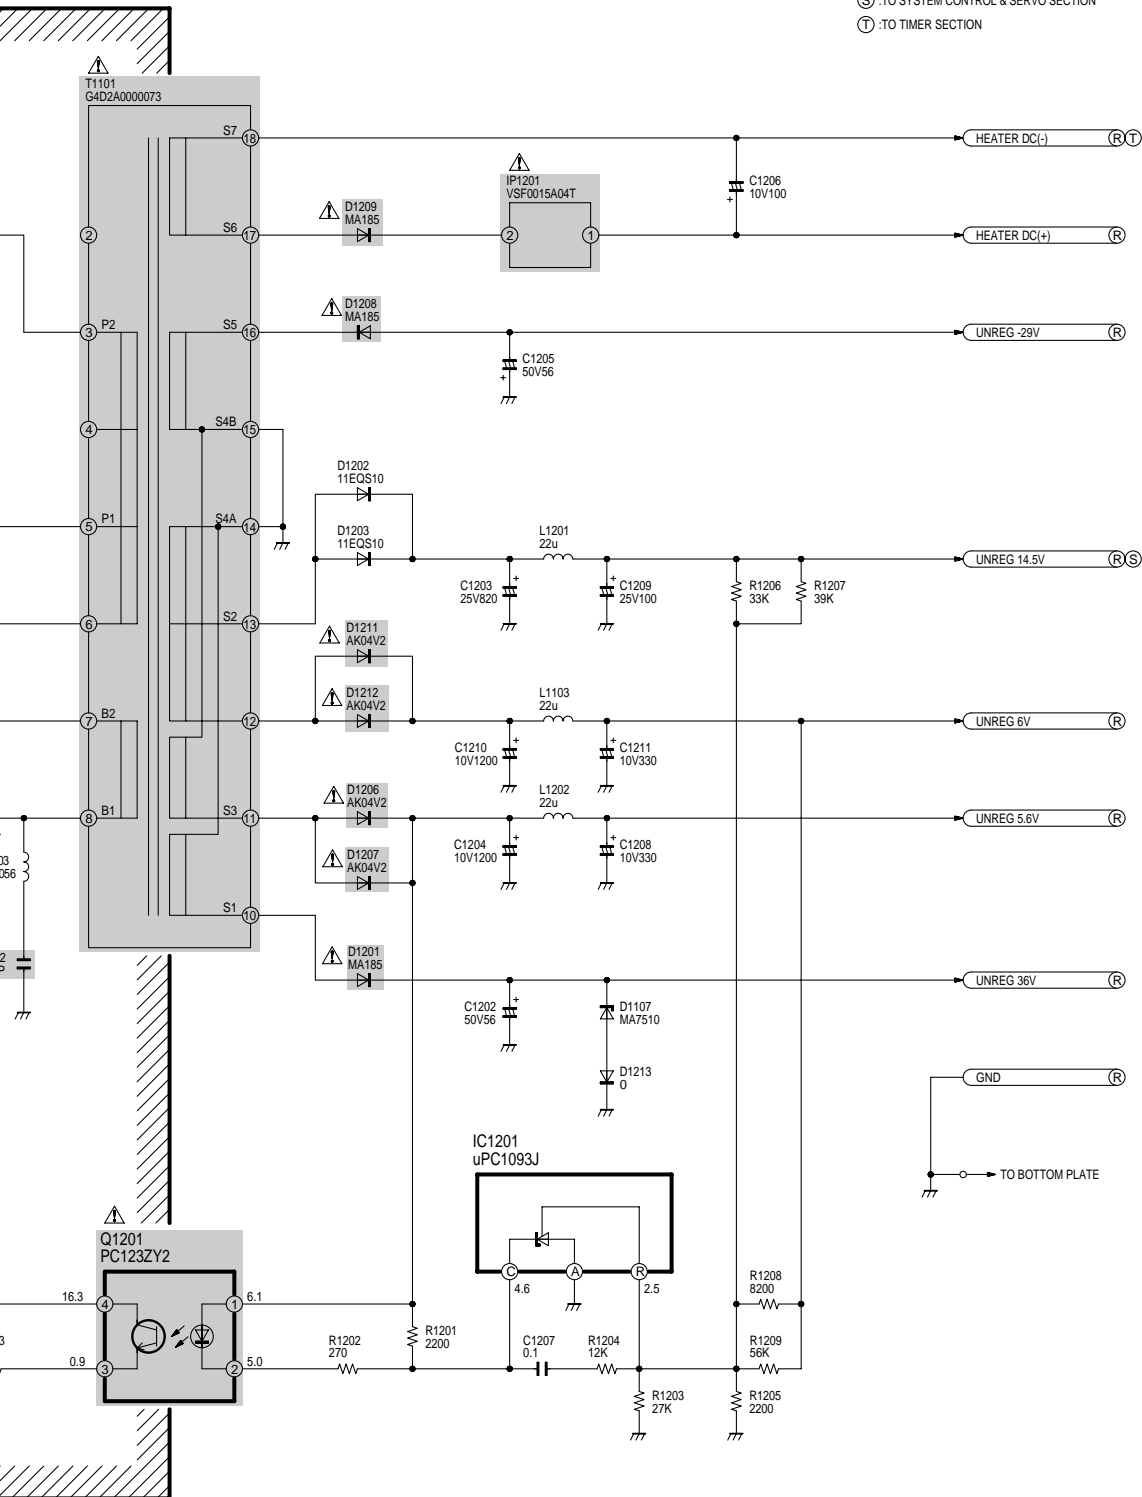 S :TO SYSTEM CONTROL & SERVO SECTION
T :TO TIMER SECTION
T1101
G4D2A0000073
S7 18
HEATER DC(-) R T
IP1201
VSF0015A04T
C1206
10V100
D1209
MA185
2 S6 17 2 1
HEATER DC(+) R
D1208
MA185
3 P2 S5 16
UNREG -29V R
C1205
50V56
4 S4B 15
D1202
11EQS10
5 P1 S4A 14
D1203
11EQS10
L1201
22u
UNREG 14.5V R S
C1203
25V820
C1209
25V100
R1206
33K
R1207
39K
6 S2 13
D1211
AK04V2
D1212
AK04V2
L1103
22u
7 B2 12
UNREG 6V R
C1210
10V1200
C1211
10V330
D1206
AK04V2
L1202
22u
8 B1 S3 11
UNREG 5.6V R
C1204
10V1200
C1208
10V330
D1207
AK04V2
03
056
S1 10
D1201
MA185
2
UNREG 36V R
C1202
50V56
D1107
MA7510
D1213
0
GND R
IC1201
uPC1093J
TO BOTTOM PLATE
Q1201
PC123ZY2
C A R
4.6 2.5
R1208
8200
16.3 4 1 6.1
R1201
2200
R1202
270
C1207
0.1
R1204
12K
R1209
56K
3
0.9 3 2 5.0
R1203
27K
R1205
2200